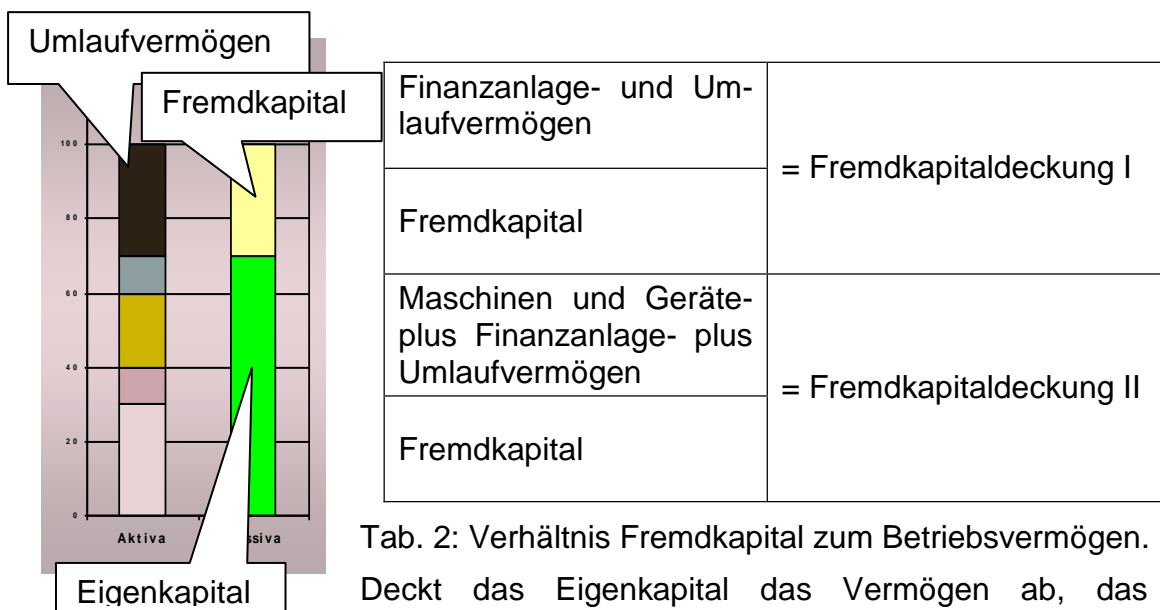 Umlaufvermögen
Fremdkapital
100
80
60
40
20
0
Aktiva
ssiva
Eigenkapital
Finanzanlage- und Um-
laufvermögen
= Fremdkapitaldeckung I
Fremdkapital
Maschinen und Geräte-
plus Finanzanlage- plus
Umlaufvermögen
= Fremdkapitaldeckung II
Fremdkapital
Tab. 2: Verhältnis Fremdkapital zum Betriebsvermögen.
Deckt das Eigenkapital das Vermögen ab, das